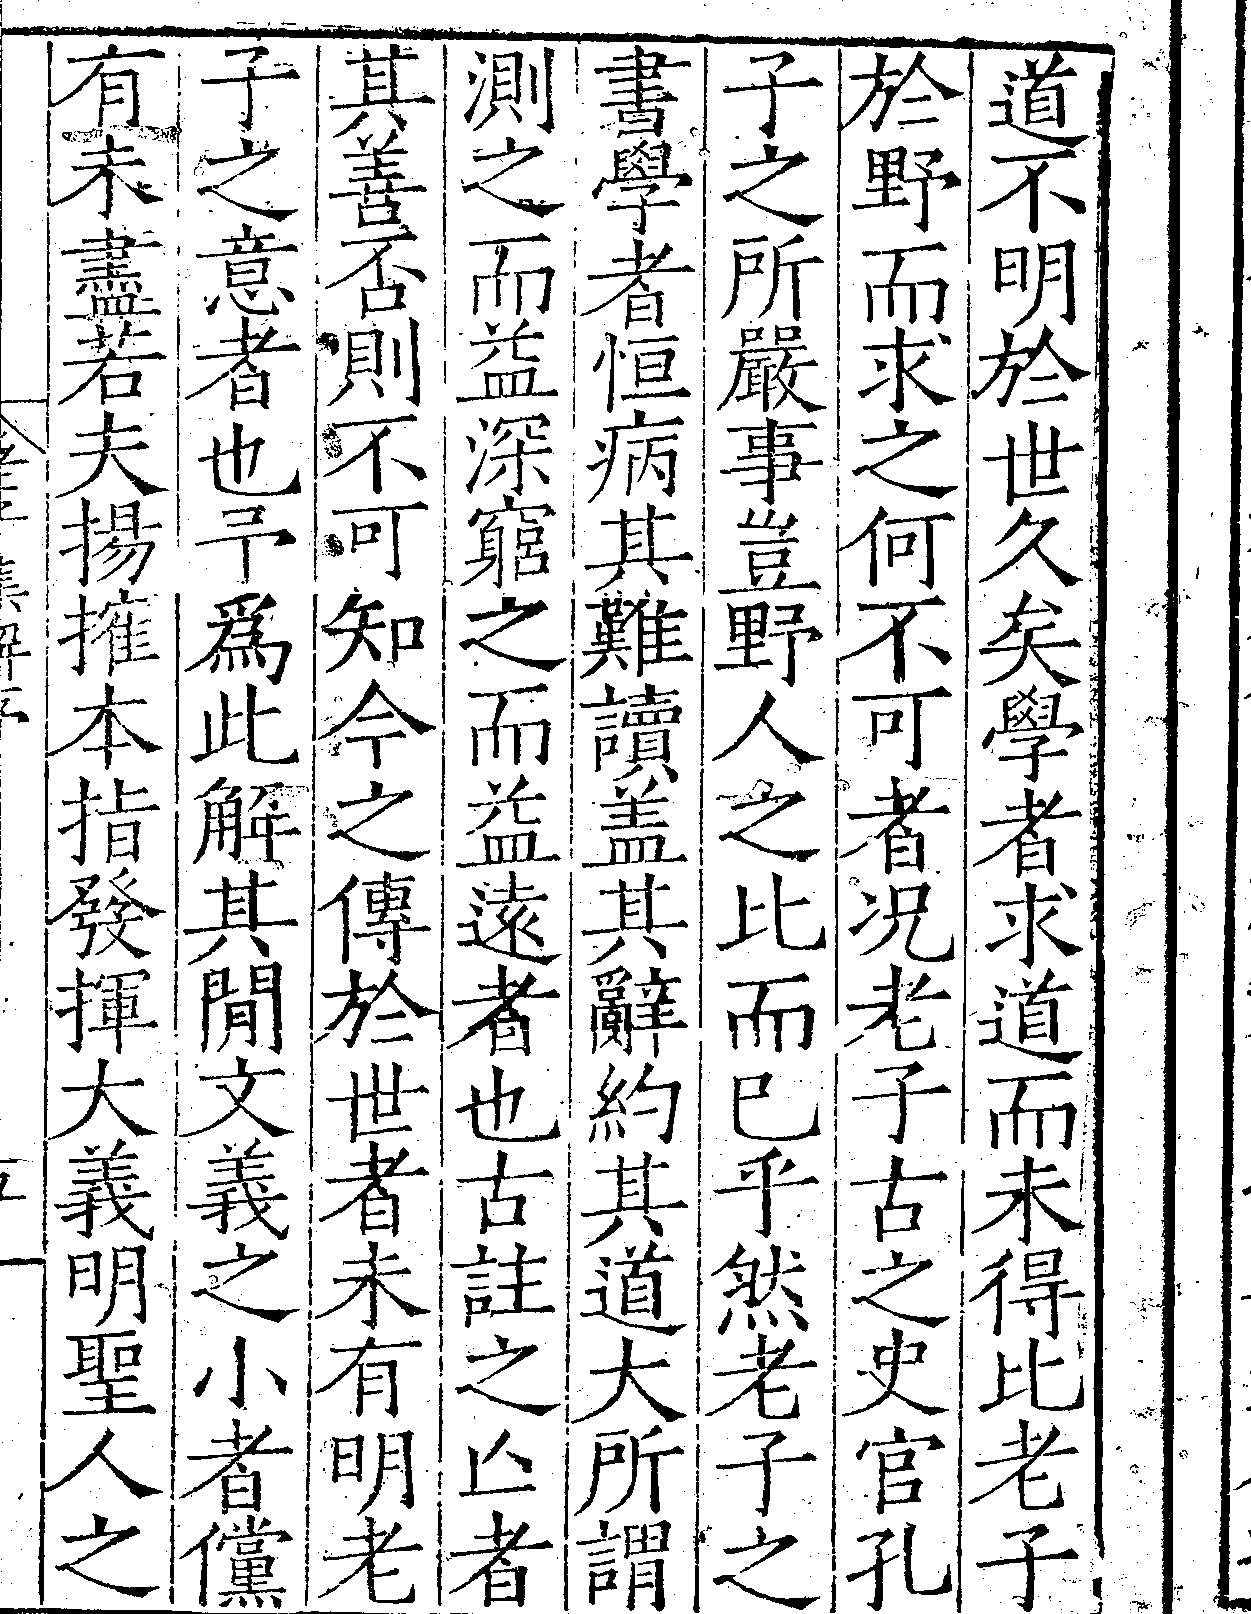 道不明於世久矣學者求道而未得比老子
於野而求之何不可者况老子古之史官孔
子之所嚴事豈野人之比而已乎然老子之
書學者恒病其難讀盖其辭約其道大所謂
測之而益深窮之而益遠者也古註之亾者
其善否則不可知今之傳於世者未有明老
子之意者也予爲此解其閒文義之小者儻
有未盡若夫揚搉本指發揮大義明聖人之